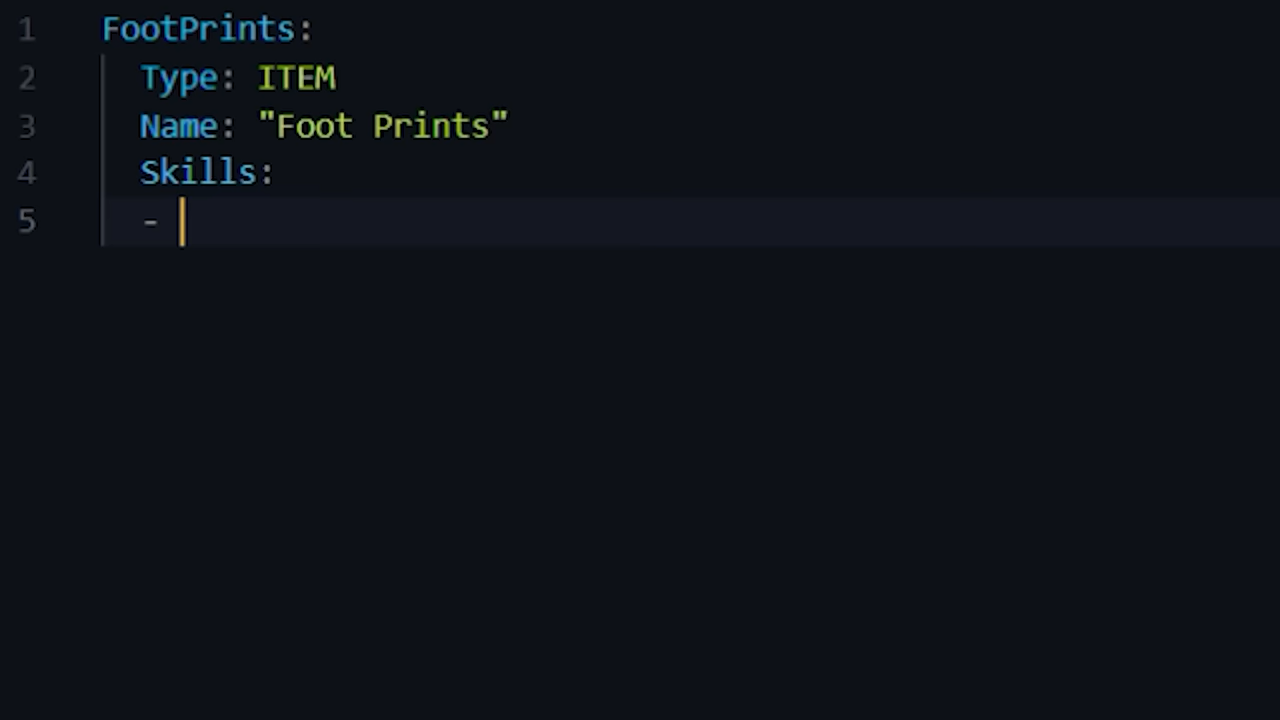 1 FootPrints:
2 Type: ITEM
3 Name: "Foot Prints"
4 Skills:
5 -